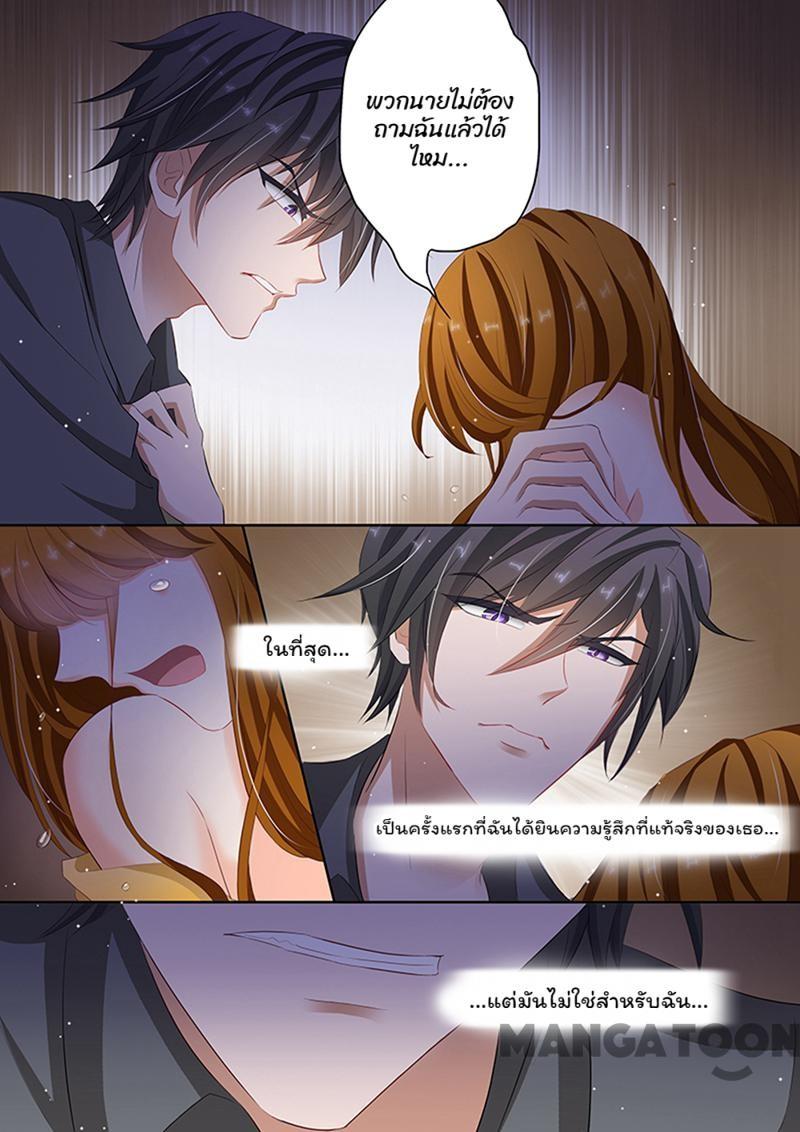 พวกนายไม่ต้อง
ถามฉันแล้วได้
ไหม...
ในที่สุด...
เป็นครั้งแรกที่ฉันได้ยินความรู้สึกที่แท้จริงของเธอ...
...แต่มันไม่ใช่สำหรับฉัน...
MANGATOON